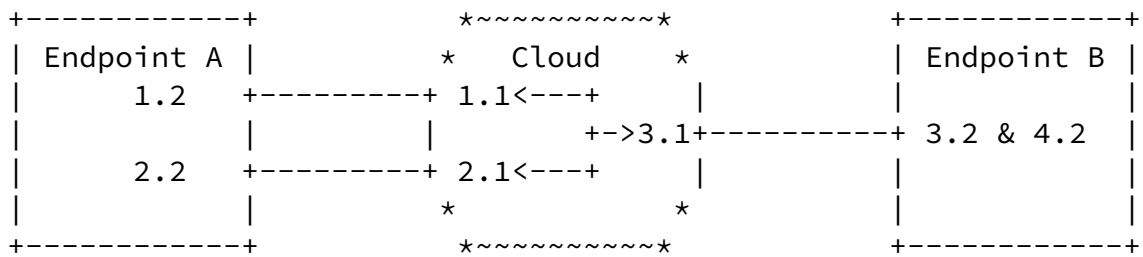 +------------+            *~~~~~~~~~~*             +------------+
| Endpoint A |           *   Cloud    *            | Endpoint B |
|      1.2   +---------+ 1.1<---+     |            |            |
|            |         |        +->3.1+----------+ 3.2 & 4.2  |
|      2.2   +---------+ 2.1<---+     |            |            |
|            |           *            *            |            |
+------------+            *~~~~~~~~~~*             +------------+